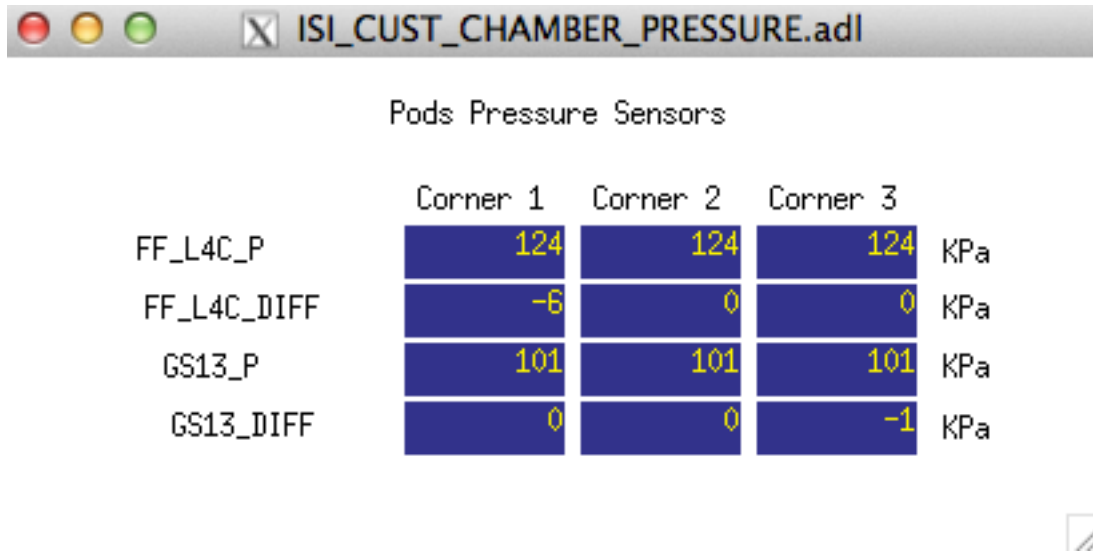 ISI_CUST_CHAMBER_PRESSURE.adl
Pods Pressure Sensors
Corner 1 Corner 2 Corner 3
FF_L4C_P 124 124 124 KPa
FF_L4C_DIFF -6 0 0 KPa
GS13_P 101 101 101 KPa
GS13_DIFF 0 0 -1 KPa